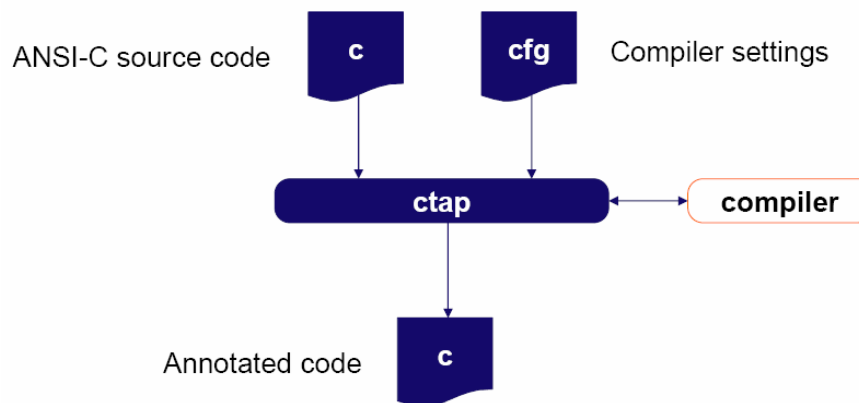 ANSI-C source code
c
cfg
Compiler settings
ctap
compiler
Annotated code
c